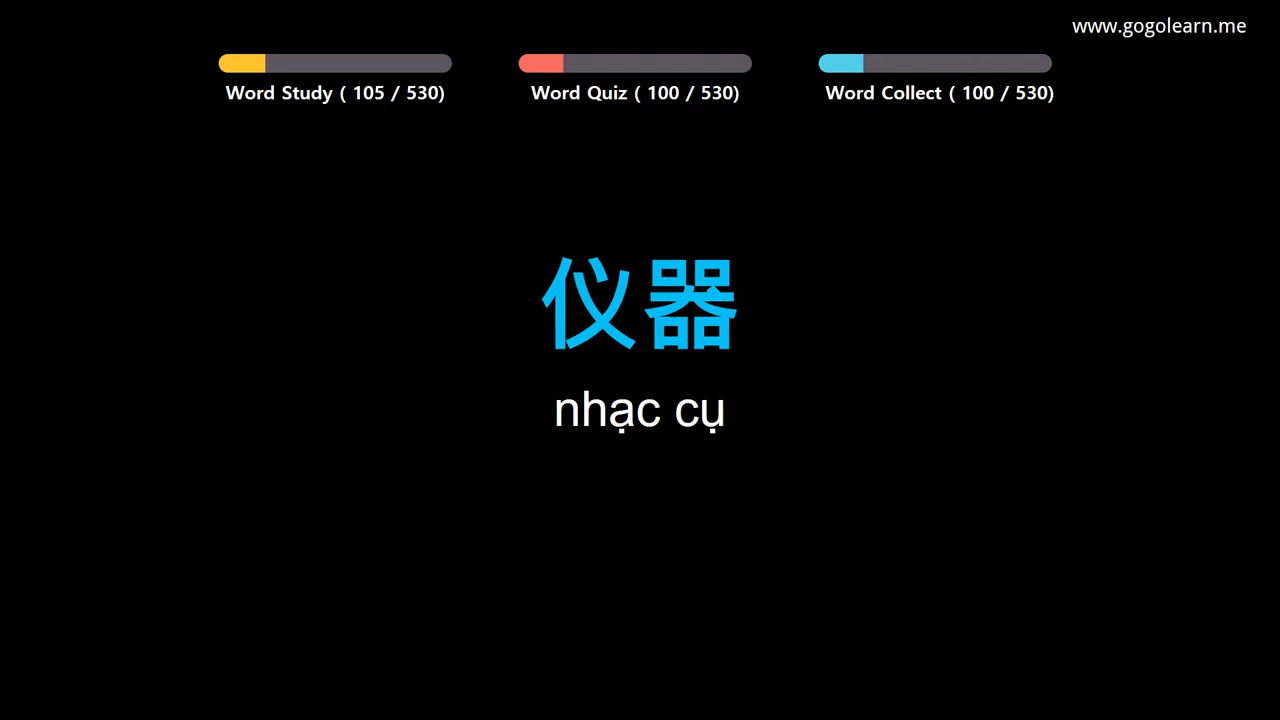 www.gogolearn.me
Word Study ( 105 / 530)
Word Quiz ( 100 / 530)
Word Collect ( 100 / 530)
仪器
nhạc cụ